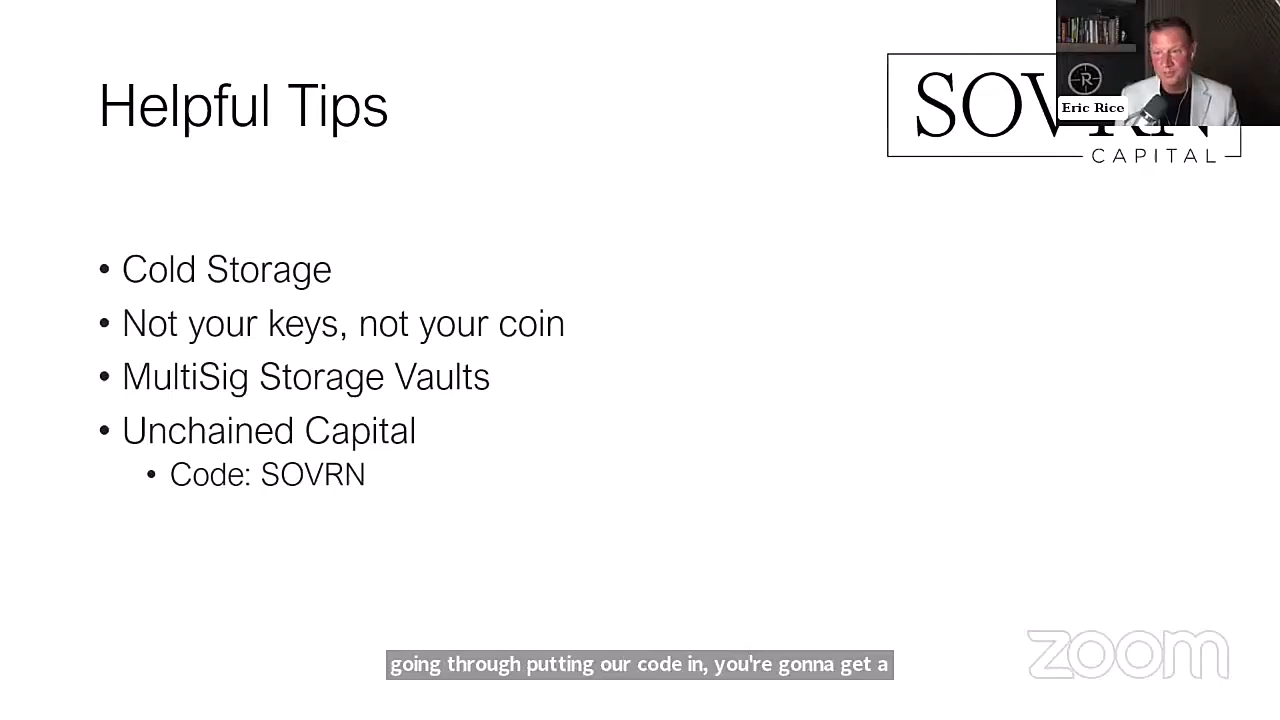 Helpful Tips
SOVRN
CAPITAL
R
Eric Rice
• Cold Storage
• Not your keys, not your coin
• MultiSig Storage Vaults
• Unchained Capital
• Code: SOVRN
going through putting our code in, you're gonna get a
zoom